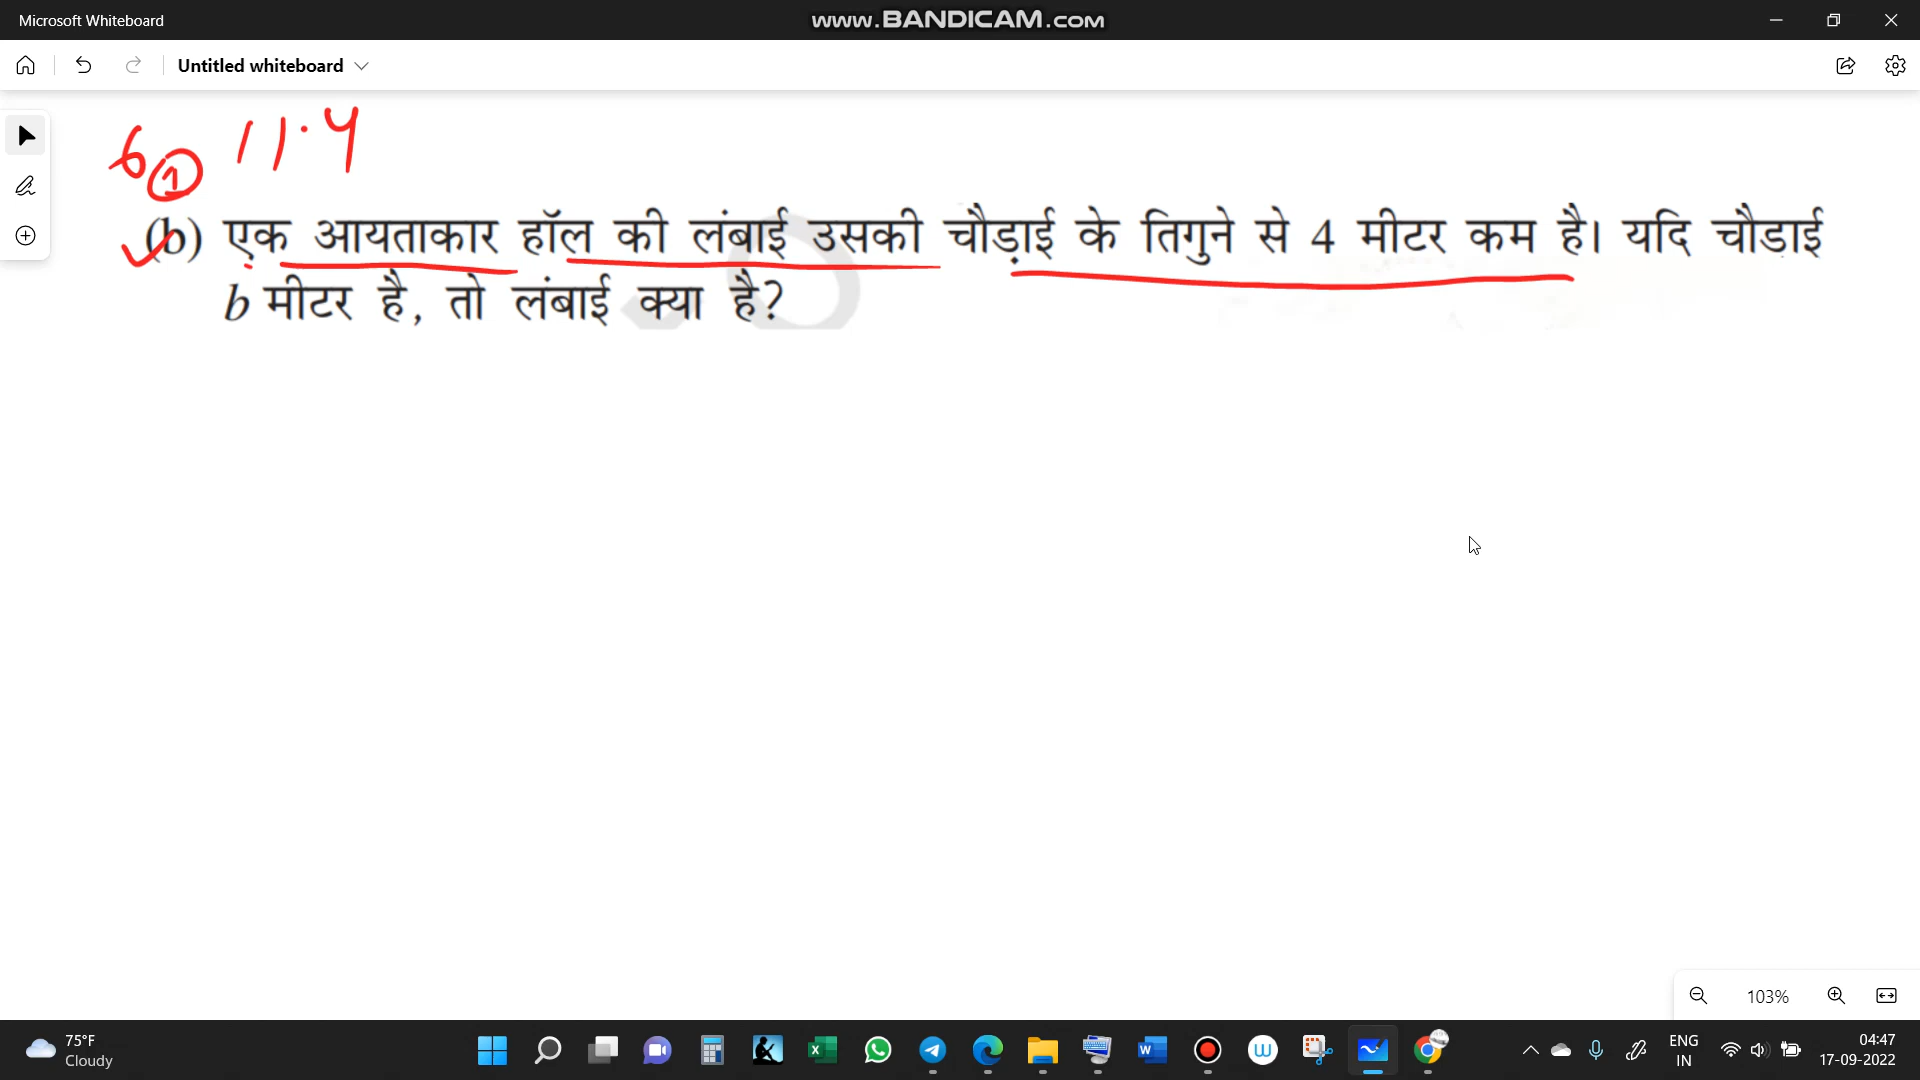 Microsoft Whiteboard
www.BANDICAM.com
Untitled whiteboard
6 1 11.4
(b) एक आयताकार हॉल की लंबाई उसकी चौड़ाई के तिगुने से 4 मीटर कम है। यदि चौड़ाई
b मीटर है, तो लंबाई क्या है?
103%
75°F
Cloudy
ENG
IN
04:47
17-09-2022